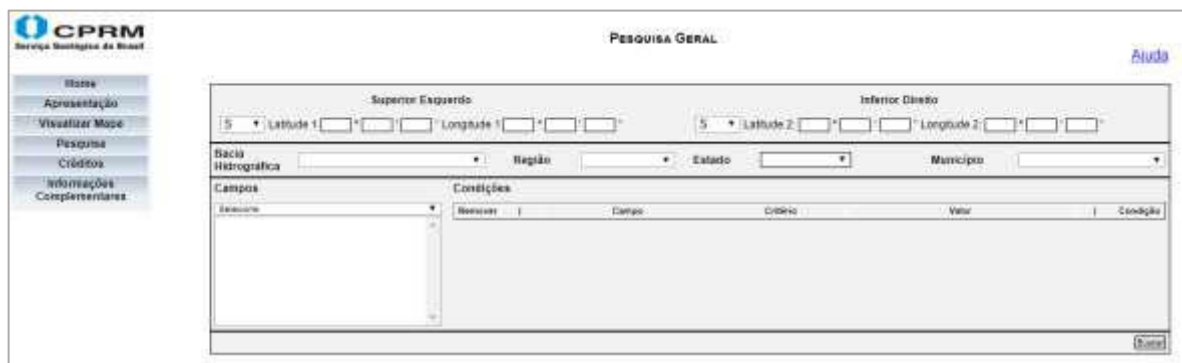 CPRM
Serviço Geológico do Brasil
PESQUISA GERAL
Ajuda
Home
Apresentação
Visualizar Mapa
Pesquisa
Créditos
Informações
Complementares
Superior Esquerdo
Inferior Direito
S Latitude 1: ° ' " Longitude 1: ° ' "
S Latitude 2: ° ' " Longitude 2: ° ' "
Bacia
Hidrográfica
Região
Estado
Município
Campos
Condições
Selecione
Remover | Campo Critério Valor | Condição
Buscar